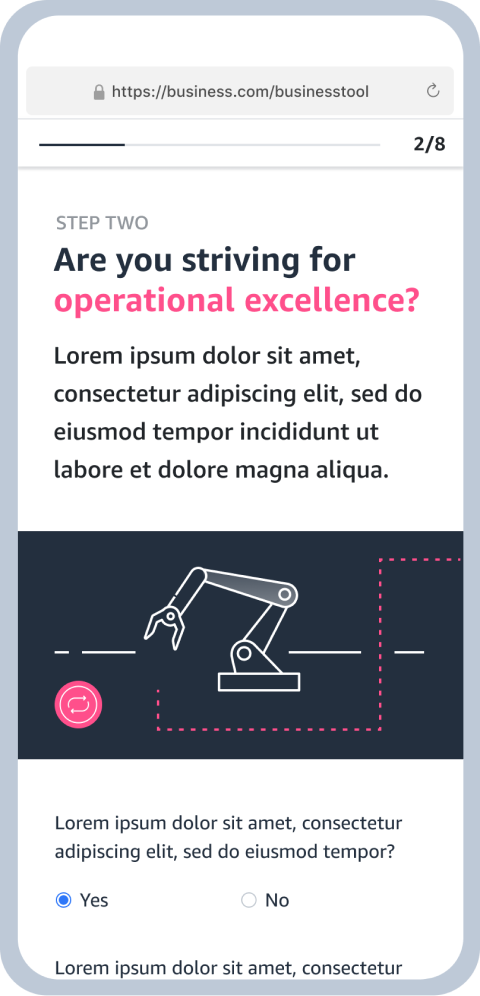 https://business.com/businesstool
2/8
STEP TWO
Are you striving for
operational excellence?
Lorem ipsum dolor sit amet,
consectetur adipiscing elit, sed do
eiusmod tempor incididunt ut
labore et dolore magna aliqua.
Lorem ipsum dolor sit amet, consectetur
adipiscing elit, sed do eiusmod tempor?
Yes No
Lorem ipsum dolor sit amet, consectetur